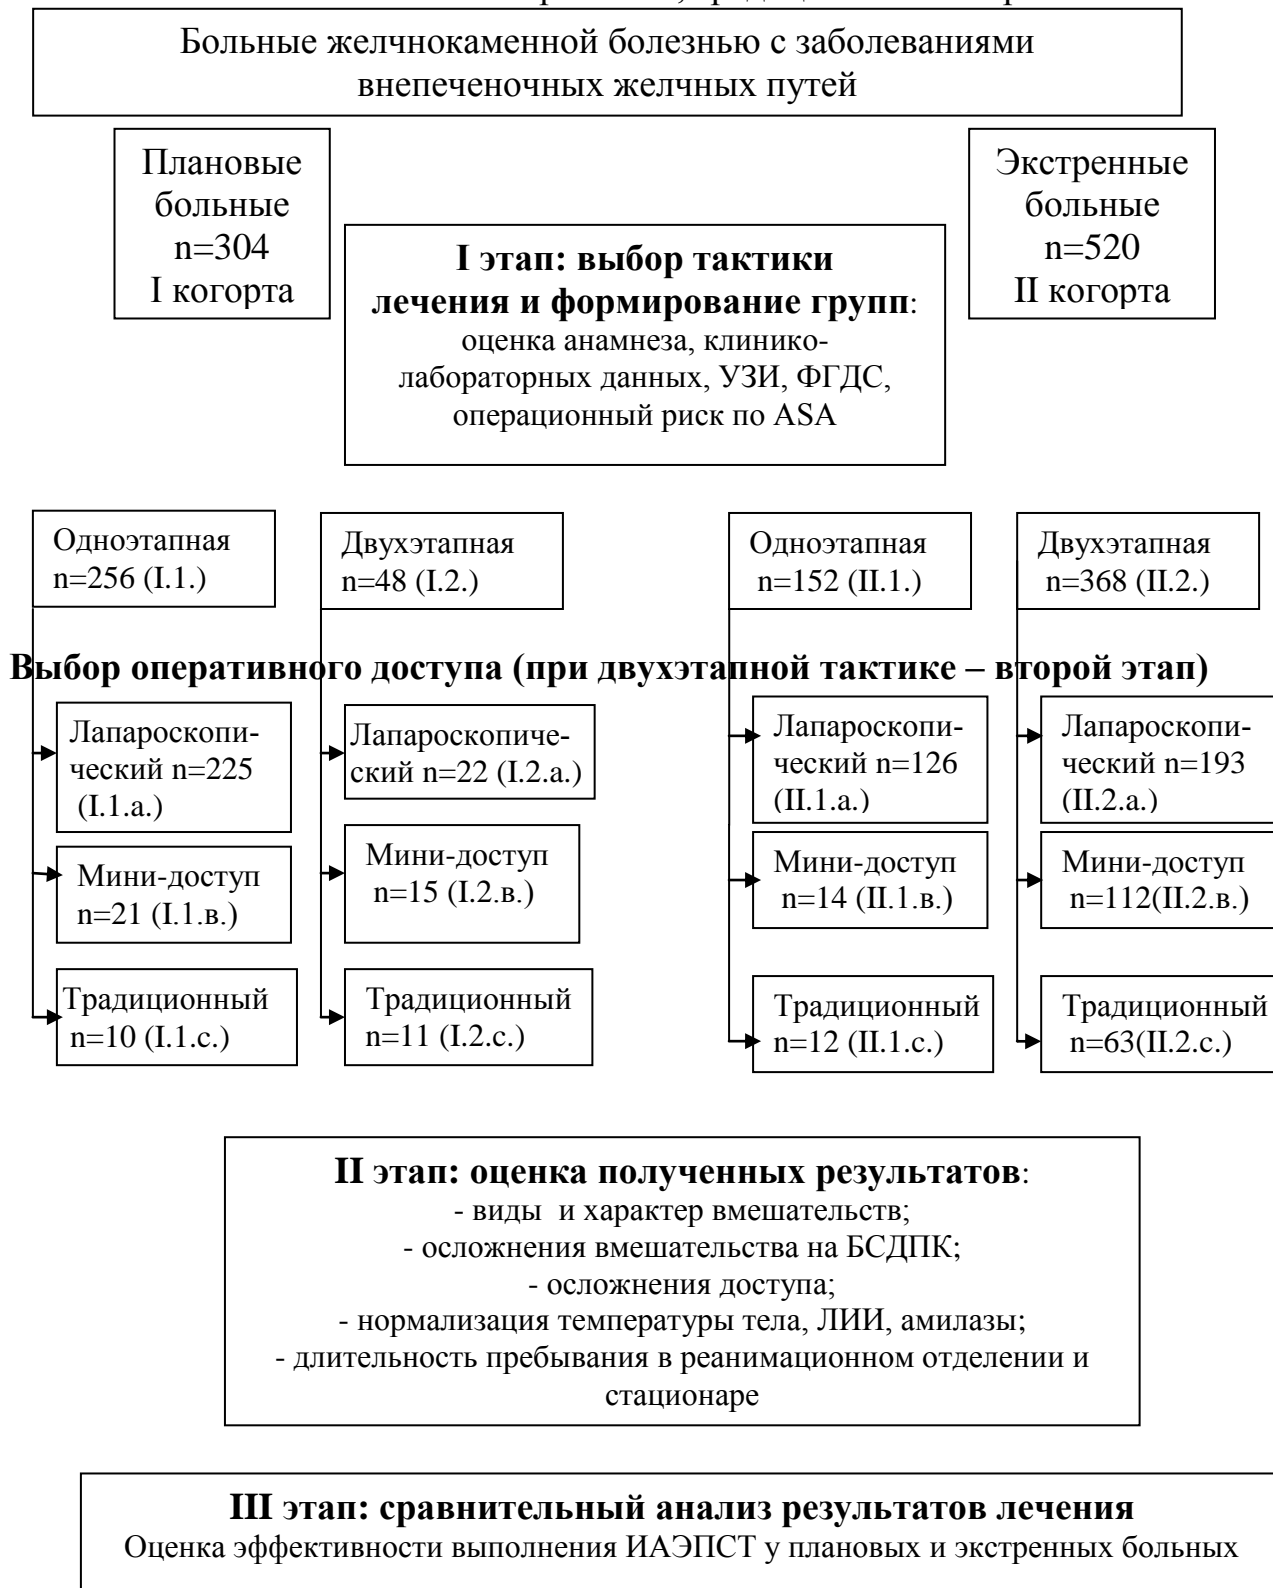 Больные желчнокаменной болезнью с заболеваниями
внепеченочных желчных путей
Плановые
больные
n=304
I когорта
Экстренные
больные
n=520
II когорта
I этап: выбор тактики
лечения и формирование групп:
оценка анамнеза, клинико-
лабораторных данных, УЗИ, ФГДС,
операционный риск по ASA
Одноэтапная
n=256 (I.1.)
Двухэтапная
n=48 (I.2.)
Одноэтапная
n=152 (II.1.)
Двухэтапная
n=368 (II.2.)
Выбор оперативного доступа (при двухэтапной тактике – второй этап)
Лапароскопи-
ческий n=225
(I.1.а.)
Лапароскопиче-
ский n=22 (I.2.а.)
Лапароскопи-
ческий n=126
(II.1.а.)
Лапароскопи-
ческий n=193
(II.2.а.)
Мини-доступ
n=21 (I.1.в.)
Мини-доступ
n=15 (I.2.в.)
Мини-доступ
n=14 (II.1.в.)
Мини-доступ
n=112(II.2.в.)
Традиционный
n=10 (I.1.с.)
Традиционный
n=11 (I.2.с.)
Традиционный
n=12 (II.1.с.)
Традиционный
n=63(II.2.с.)
II этап: оценка полученных результатов:
- виды и характер вмешательств;
- осложнения вмешательства на БСДПК;
- осложнения доступа;
- нормализация температуры тела, ЛИИ, амилазы;
- длительность пребывания в реанимационном отделении и
стационаре
III этап: сравнительный анализ результатов лечения
Оценка эффективности выполнения ИАЭПСТ у плановых и экстренных больных